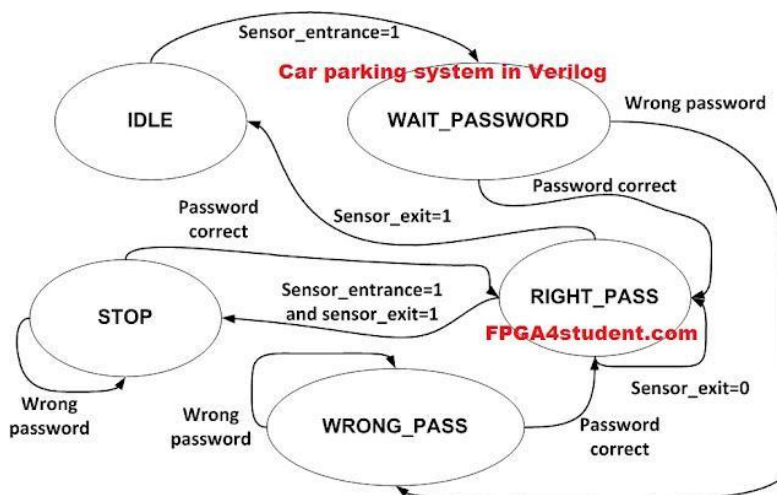 Sensor_entrance=1
Car parking system in Verilog
IDLE
WAIT_PASSWORD
Wrong password
Password correct
Password
correct
Sensor_exit=1
Sensor_entrance=1
and sensor_exit=1
STOP
RIGHT_PASS
FPGA4student.com
Sensor_exit=0
Wrong
password
Wrong
password
WRONG_PASS
Password
correct